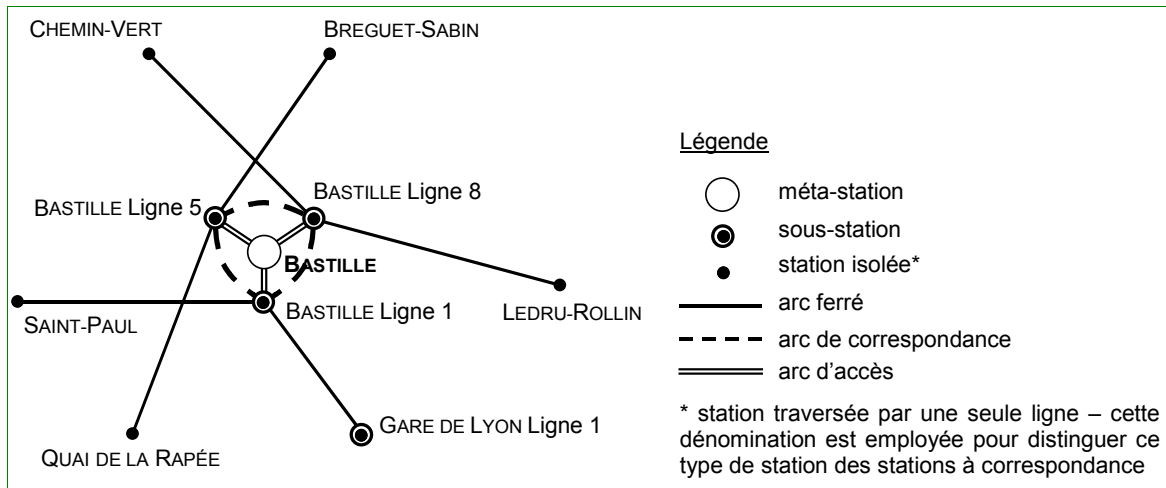 CHEMIN-VERT
BREGUET-SABIN
BASTILLE Ligne 5
BASTILLE Ligne 8
BASTILLE
BASTILLE Ligne 1
SAINT-PAUL
LEDRU-ROLLIN
GARE DE LYON Ligne 1
QUAI DE LA RAPÉE
Légende
méta-station
sous-station
station isolée*
arc ferré
arc de correspondance
arc d'accès
* station traversée par une seule ligne – cette
dénomination est employée pour distinguer ce
type de station des stations à correspondance